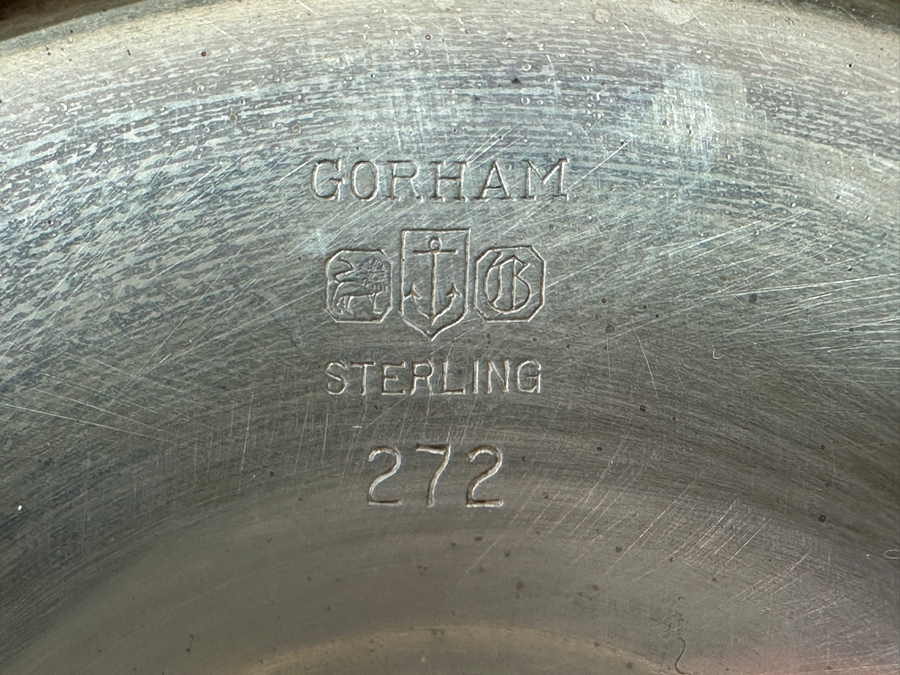 GORHAM
G
STERLING
272